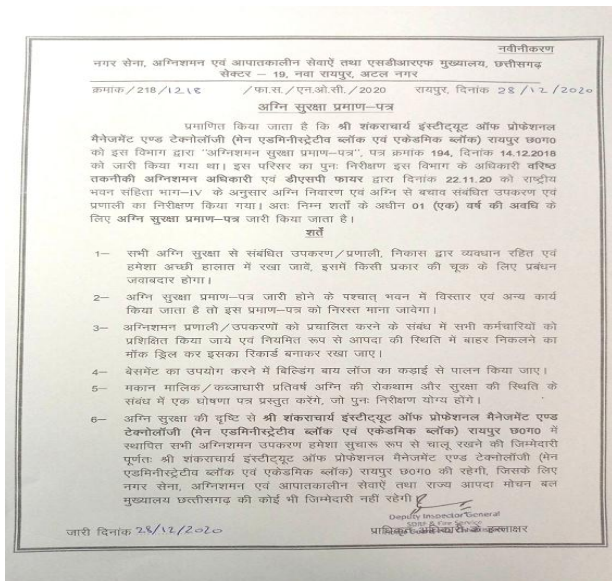 नवीनीकरण
नगर सेना, अग्निशमन एवं आपातकालीन सेवाऐं तथा एसडीआरएफ मुख्यालय, छत्तीसगढ़
सेक्टर – 19, नवा रायपुर, अटल नगर
क्रमांक/218/1218 /फा.स./एन.ओ.सी./2020 रायपुर, दिनांक 28/12/2020
अग्नि सुरक्षा प्रमाण–पत्र
प्रमाणित किया जाता है कि श्री शंकराचार्य इंस्टीट्यूट ऑफ प्रोफेशनल
मैनेजमेंट एण्ड टेक्नोलॉजी (मेन एडमिनीस्ट्रेटीव ब्लॉक एवं एकेडमिक ब्लॉक) रायपुर छ0ग0
को इस विभाग द्वारा "अग्निशमन सुरक्षा प्रमाण–पत्र", पत्र क्रमांक 194, दिनांक 14.12.2018
को जारी किया गया था। इस परिसर का पुनः निरीक्षण इस विभाग के अधिकारी वरिष्ठ
तकनीकी अग्निशमन अधिकारी एवं डीएसपी फायर द्वारा दिनांक 22.11.20 को राष्ट्रीय
भवन संहिता भाग–IV के अनुसार अग्नि निवारण एवं अग्नि से बचाव संबंधित उपकरण एवं
प्रणाली का निरीक्षण किया गया। अतः निम्न शर्तो के अधीन 01 (एक) वर्ष की अवधि के
लिए अग्नि सुरक्षा प्रमाण–पत्र जारी किया जाता है।
शर्ते
1– सभी अग्नि सुरक्षा से संबंधित उपकरण/प्रणाली, निकास द्वार व्यवधान रहित एवं
हमेशा अच्छी हालात में रखा जावें, इसमें किसी प्रकार की चूक के लिए प्रबंधन
जवाबदार होगा।
2– अग्नि सुरक्षा प्रमाण–पत्र जारी होने के पश्चात् भवन में विस्तार एवं अन्य कार्य
किया जाता है तो इस प्रमाण–पत्र को निरस्त माना जावेगा।
3– अग्निशमन प्रणाली/उपकरणों को प्रचालित करने के संबंध में सभी कर्मचारियों को
प्रशिक्षित किया जाये एवं नियमित रूप से आपदा की स्थिति में बाहर निकलने का
मॉक ड्रिल कर इसका रिकार्ड बनाकर रखा जाए।
4– बेसमेंट का उपयोग करने में बिल्डिंग बाय लॉज का कड़ाई से पालन किया जाए।
5– मकान मालिक/कब्जाधारी प्रतिवर्ष अग्नि की रोकथाम और सुरक्षा की स्थिति के
संबंध में एक घोषणा पत्र प्रस्तुत करेंगे, जो पुनः निरीक्षण योग्य होंगे।
6– अग्नि सुरक्षा की दृष्टि से श्री शंकराचार्य इंस्टीट्यूट ऑफ प्रोफेशनल मैनेजमेंट एण्ड
टेक्नोलॉजी (मेन एडमिनीस्ट्रेटीव ब्लॉक एवं एकेडमिक ब्लॉक) रायपुर छ0ग0 में
स्थापित सभी अग्निशमन उपकरण हमेशा सुचारू रूप से चालू रखने की जिम्मेदारी
पूर्णतः श्री शंकराचार्य इंस्टीट्यूट ऑफ प्रोफेशनल मैनेजमेंट एण्ड टेक्नोलॉजी (मेन
एडमिनीस्ट्रेटीव ब्लॉक एवं एकेडमिक ब्लॉक) रायपुर छ0ग0 की रहेगी, जिसके लिए
नगर सेना, अग्निशमन एवं आपातकालीन सेवाऐं तथा राज्य आपदा मोचन बल
मुख्यालय छत्तीसगढ़ की कोई भी जिम्मेदारी नहीं रहेगी।
Deputy Inspector General
SDRF & Fire Service
जारी दिनांक 28/12/2020 प्राधिकृत अधिकारी के हस्ताक्षर